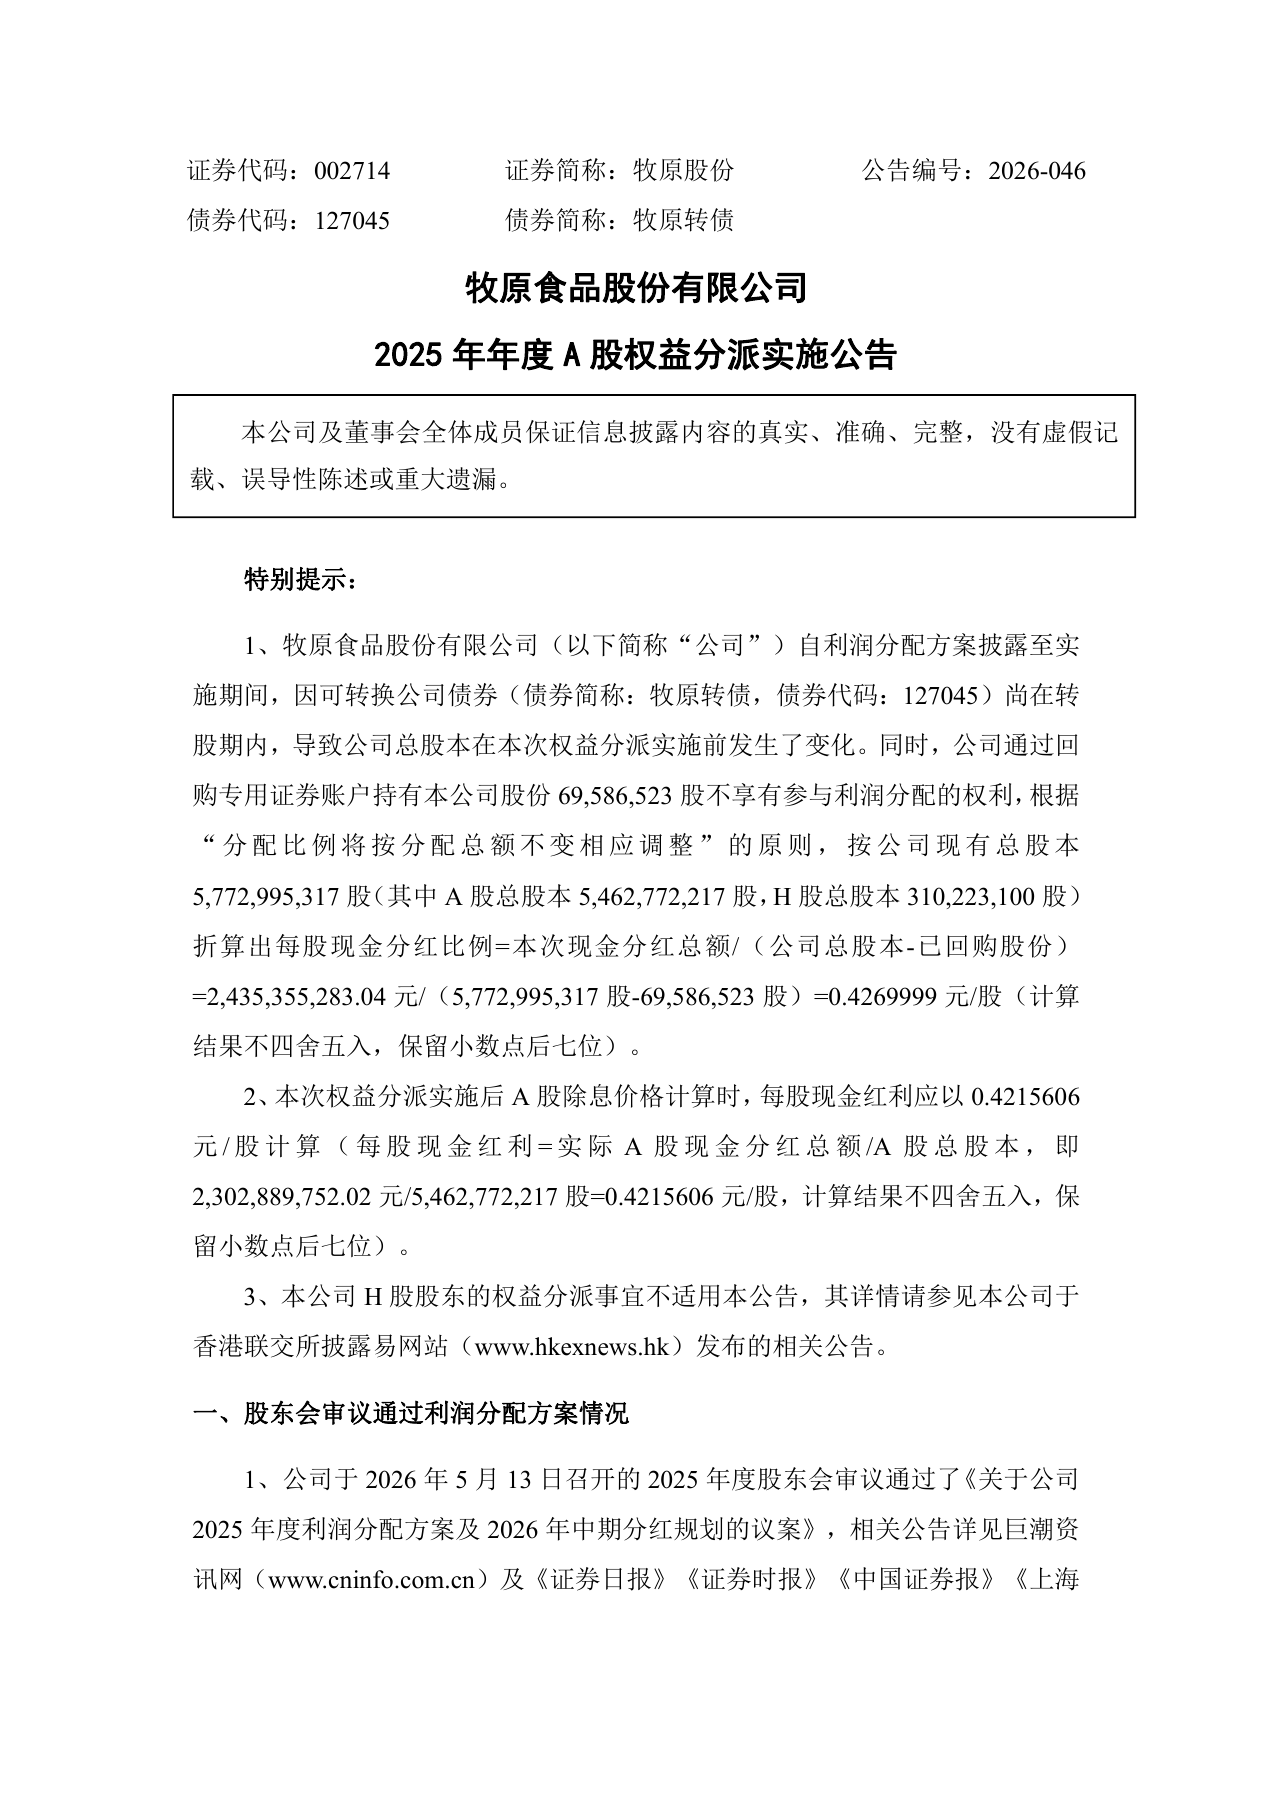 证券代码：002714 证券简称：牧原股份 公告编号：2026-046
债券代码：127045 债券简称：牧原转债
牧原食品股份有限公司
2025 年年度 A 股权益分派实施公告
本公司及董事会全体成员保证信息披露内容的真实、准确、完整，没有虚假记
载、误导性陈述或重大遗漏。
特别提示：
1、牧原食品股份有限公司（以下简称“公司”）自利润分配方案披露至实
施期间，因可转换公司债券（债券简称：牧原转债，债券代码：127045）尚在转
股期内，导致公司总股本在本次权益分派实施前发生了变化。同时，公司通过回
购专用证券账户持有本公司股份 69,586,523 股不享有参与利润分配的权利，根据
“分配比例将按分配总额不变相应调整”的原则，按公司现有总股本
5,772,995,317 股（其中 A 股总股本 5,462,772,217 股，H 股总股本 310,223,100 股）
折算出每股现金分红比例=本次现金分红总额/（公司总股本-已回购股份）
=2,435,355,283.04 元/（5,772,995,317 股-69,586,523 股）=0.4269999 元/股（计算
结果不四舍五入，保留小数点后七位）。
2、本次权益分派实施后 A 股除息价格计算时，每股现金红利应以 0.4215606
元/股计算（每股现金红利=实际 A 股现金分红总额/A 股总股本，即
2,302,889,752.02 元/5,462,772,217 股=0.4215606 元/股，计算结果不四舍五入，保
留小数点后七位）。
3、本公司 H 股股东的权益分派事宜不适用本公告，其详情请参见本公司于
香港联交所披露易网站（www.hkexnews.hk）发布的相关公告。
一、股东会审议通过利润分配方案情况
1、公司于 2026 年 5 月 13 日召开的 2025 年度股东会审议通过了《关于公司
2025 年度利润分配方案及 2026 年中期分红规划的议案》，相关公告详见巨潮资
讯网（www.cninfo.com.cn）及《证券日报》《证券时报》《中国证券报》《上海